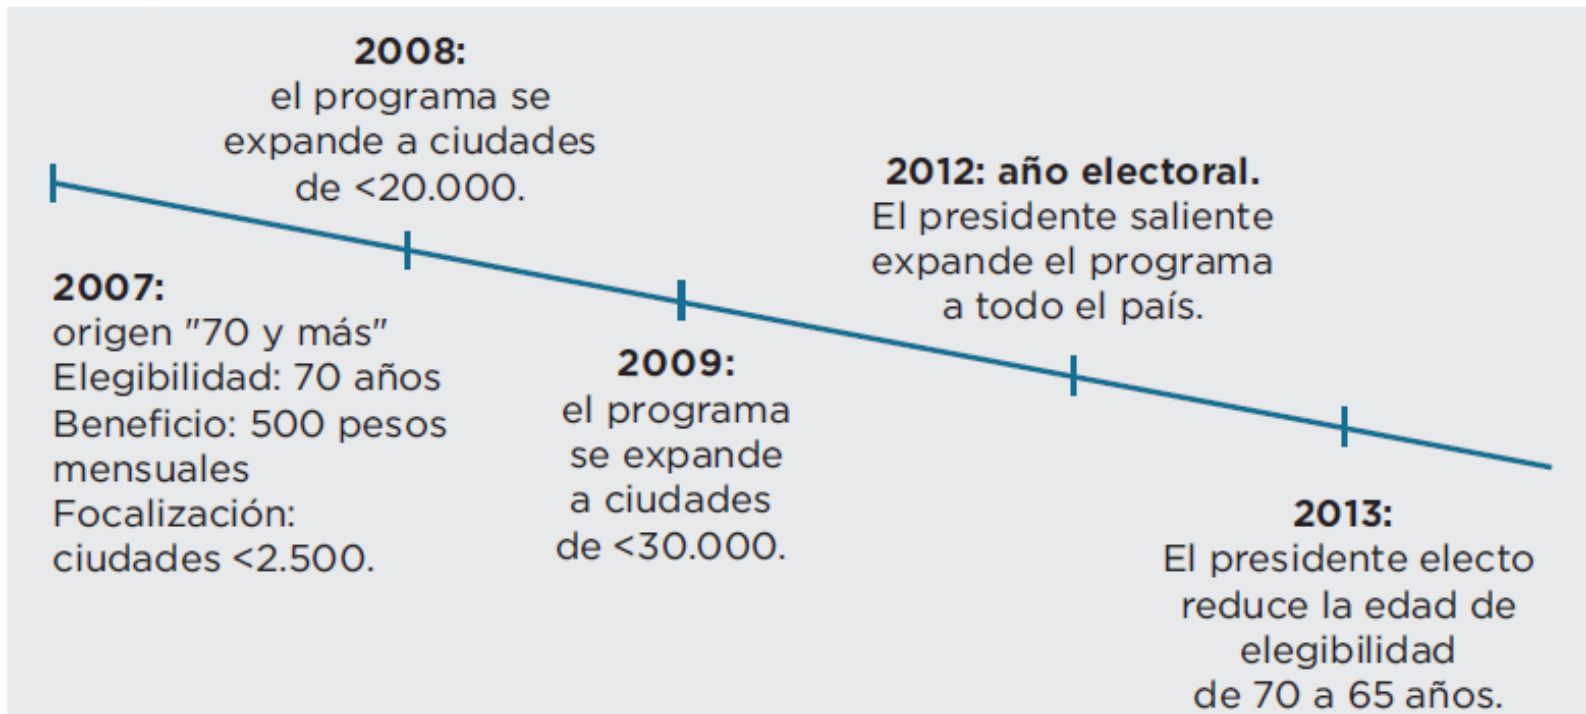 2008:
el programa se
expande a ciudades
de <20.000.
2007:
origen "70 y más"
Elegibilidad: 70 años
Beneficio: 500 pesos
mensuales
Focalización:
ciudades <2.500.
2009:
el programa
se expande
a ciudades
de <30.000.
2012: año electoral.
El presidente saliente
expande el programa
a todo el país.
2013:
El presidente electo
reduce la edad de
elegibilidad
de 70 a 65 años.